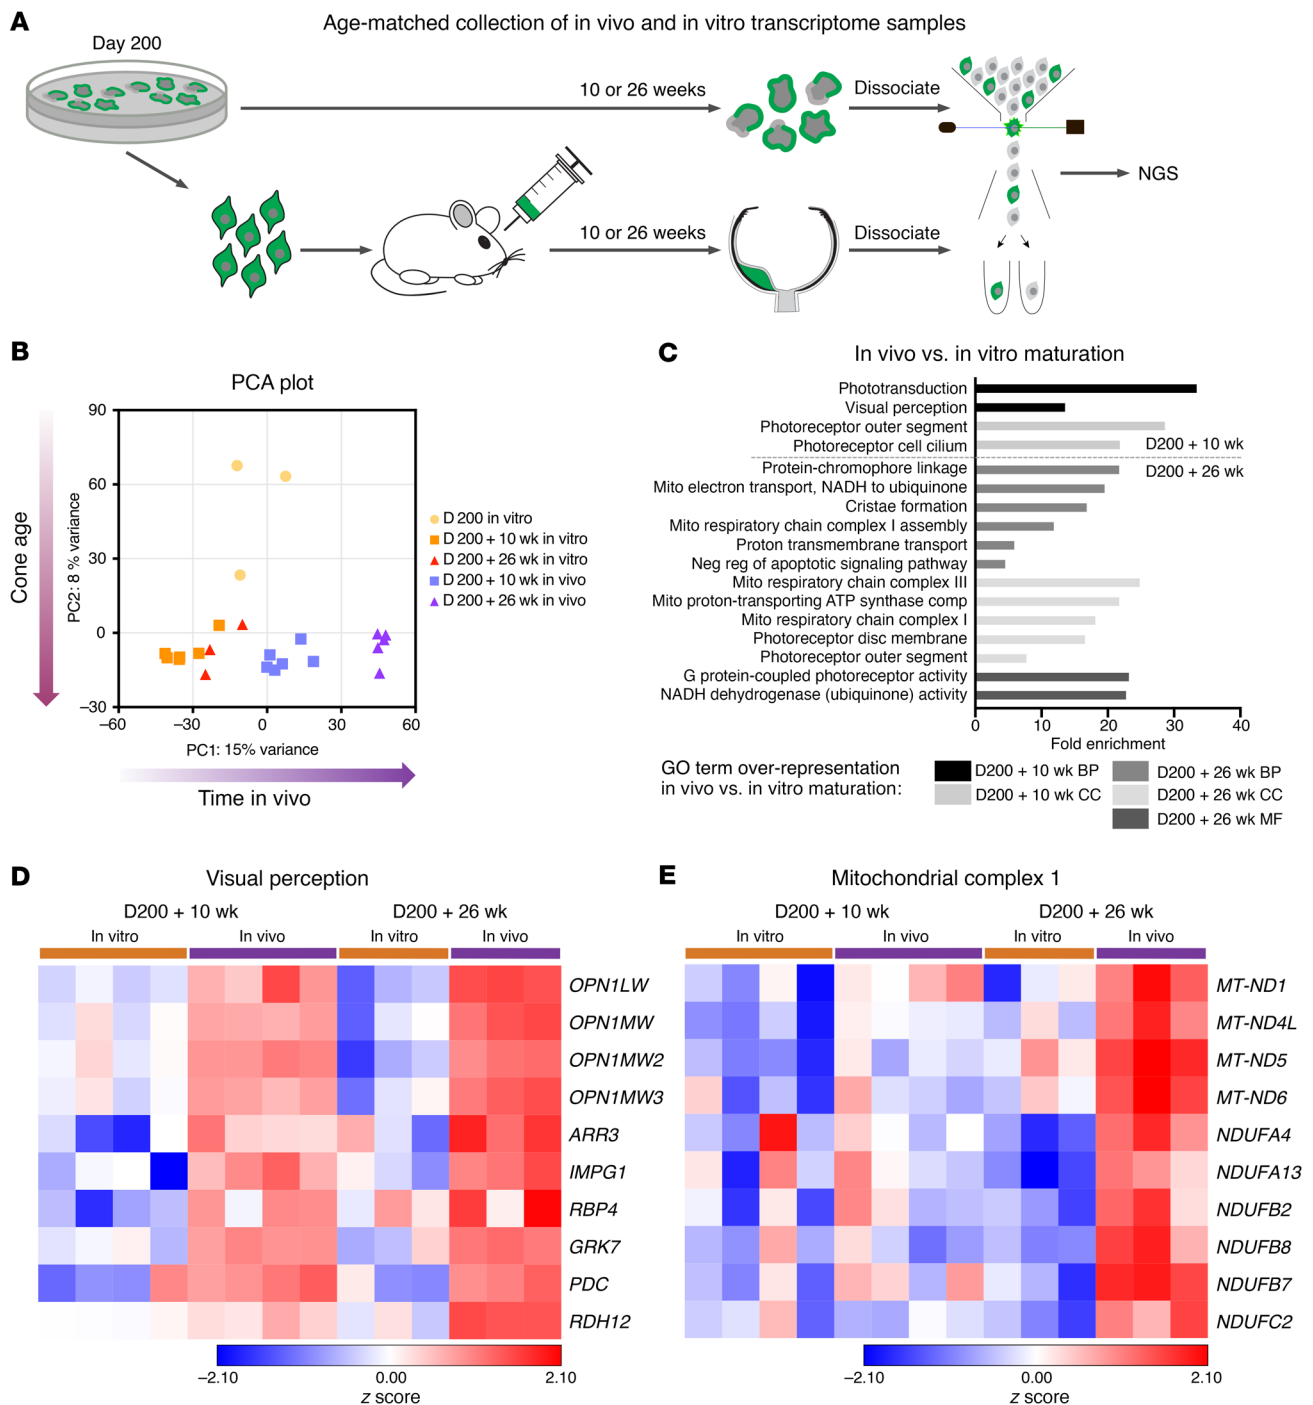 A
Age-matched collection of in vivo and in vitro transcriptome samples
Day 200
10 or 26 weeks
Dissociate
NGS
10 or 26 weeks
Dissociate
B
PCA plot
Cone age
PC2: 8 % variance
90
60
30
0
–30
–60
–30
0
30
60
PC1: 15% variance
Time in vivo
D 200 in vitro
D 200 + 10 wk in vitro
D 200 + 26 wk in vitro
D 200 + 10 wk in vivo
D 200 + 26 wk in vivo
C
In vivo vs. in vitro maturation
Phototransduction
Visual perception
Photoreceptor outer segment
Photoreceptor cell cilium
D200 + 10 wk
Protein-chromophore linkage
D200 + 26 wk
Mito electron transport, NADH to ubiquinone
Cristae formation
Mito respiratory chain complex I assembly
Proton transmembrane transport
Neg reg of apoptotic signaling pathway
Mito respiratory chain complex III
Mito proton-transporting ATP synthase comp
Mito respiratory chain complex I
Photoreceptor disc membrane
Photoreceptor outer segment
G protein-coupled photoreceptor activity
NADH dehydrogenase (ubiquinone) activity
0 10 20 30 40
Fold enrichment
GO term over-representation
in vivo vs. in vitro maturation:
D200 + 10 wk BP
D200 + 10 wk CC
D200 + 26 wk BP
D200 + 26 wk CC
D200 + 26 wk MF
D
Visual perception
D200 + 10 wk
D200 + 26 wk
In vitro
In vivo
In vitro
In vivo
OPN1LW
OPN1MW
OPN1MW2
OPN1MW3
ARR3
IMPG1
RBP4
GRK7
PDC
RDH12
–2.10 0.00 2.10
z score
E
Mitochondrial complex 1
D200 + 10 wk
D200 + 26 wk
In vitro
In vivo
In vitro
In vivo
MT-ND1
MT-ND4L
MT-ND5
MT-ND6
NDUFA4
NDUFA13
NDUFB2
NDUFB8
NDUFB7
NDUFC2
–2.10 0.00 2.10
z score